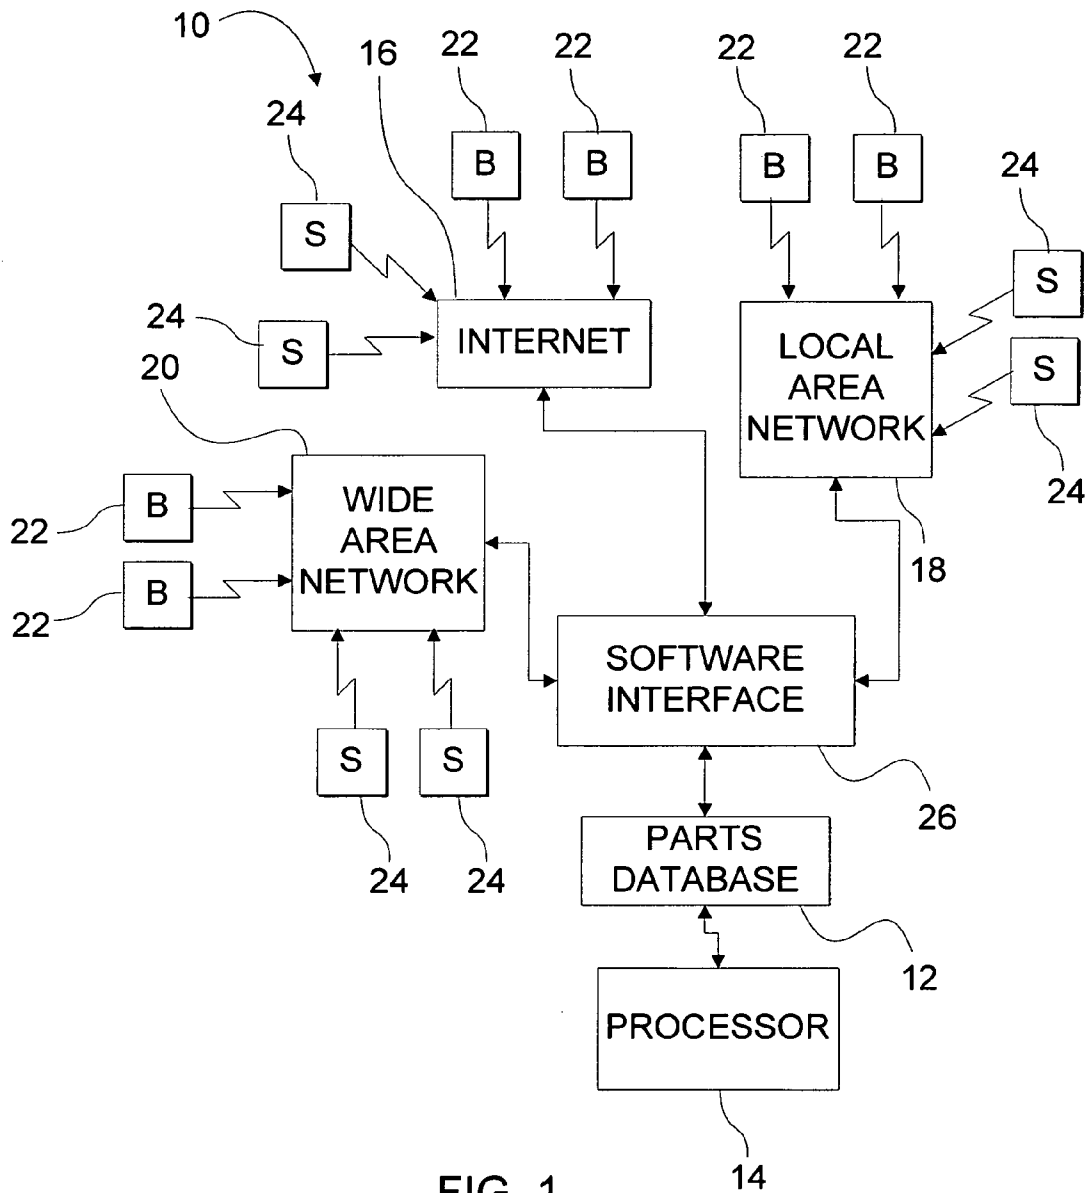 10
16
22
22
22
22
24
B
B
B
B
24
S
S
24
S
INTERNET
LOCAL
AREA
NETWORK
S
24
20
WIDE
AREA
NETWORK
B
22
B
22
18
SOFTWARE
INTERFACE
S
S
24
24
26
PARTS
DATABASE
12
PROCESSOR
14
FIG. 1